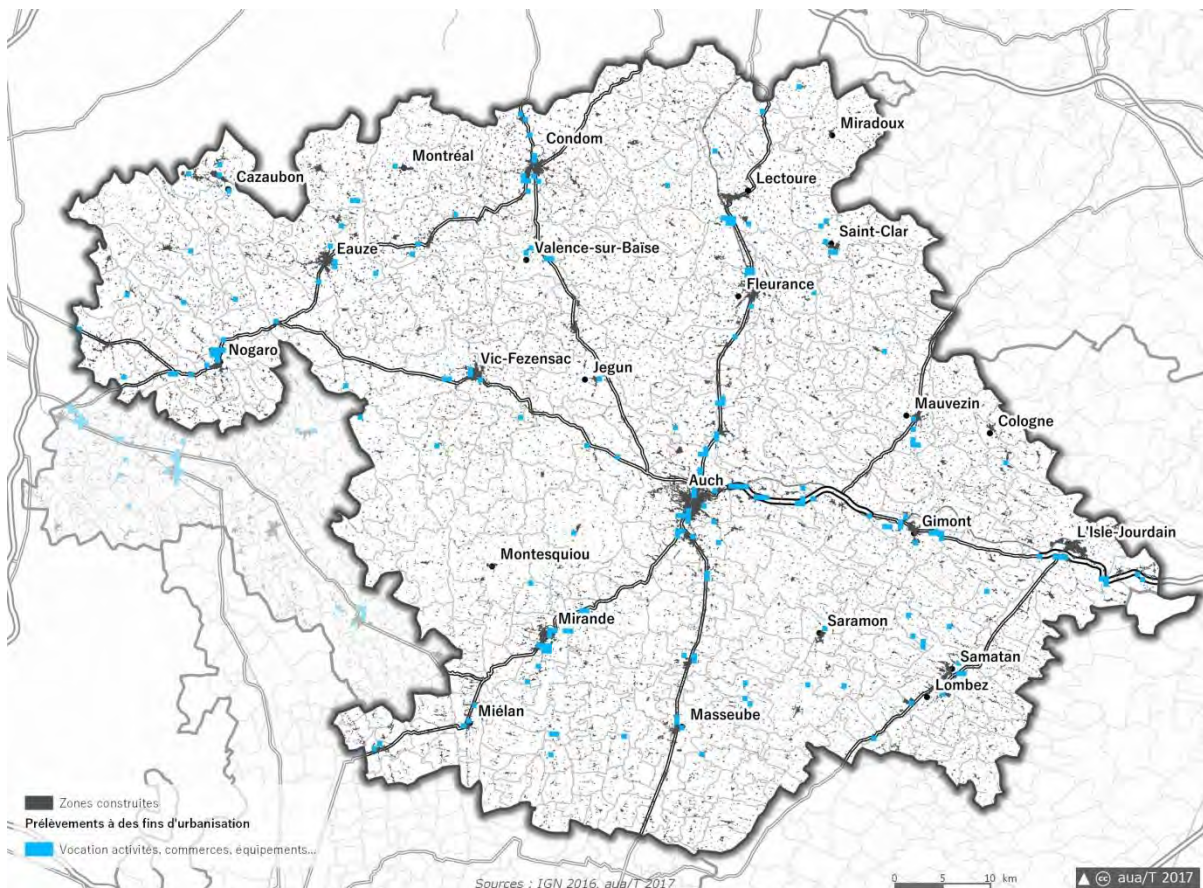 Miradoux
Condom
Montréal
Cazaubon
Lectoure
Saint-Clar
Valence-sur-Baïse
Eauze
Fleurance
Nogaro
Vic-Fezensac
Jegun
Mauvezin
Cologne
Auch
Gimont
L'Isle-Jourdain
Montesquiou
Mirande
Saramon
Samatan
Lombez
Miélan
Masseube
Zones construites
Prélèvements à des fins d'urbanisation
Vocation activités, commerces, équipements...
Sources : IGN 2016, aua/T 2017
0 5 10 km
cc aua/T 2017